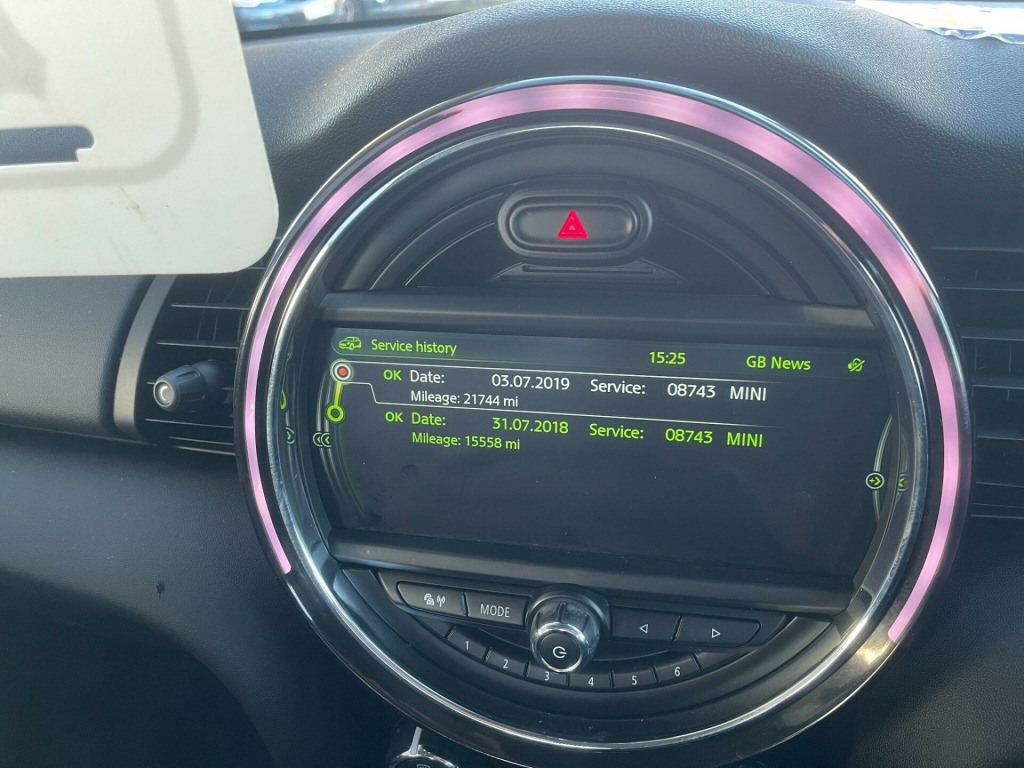 Service history 15:25 GB News
OK Date: 03.07.2019 Service: 08743 MINI
Mileage: 21744 mi
OK Date: 31.07.2018 Service: 08743 MINI
Mileage: 15558 mi
MODE
1 2 3 4 5 6